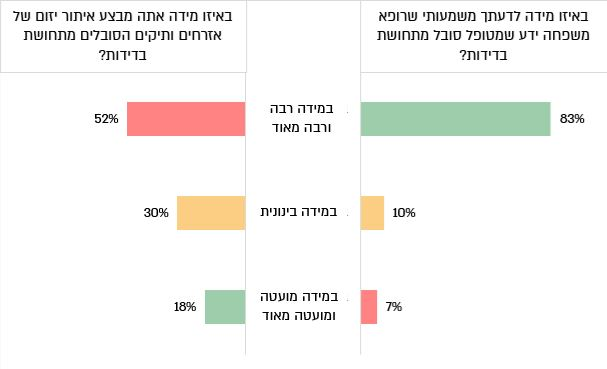 באיזו מידה לדעתך משמעותי שרופא
משפחה ידע שמטופל סובל מתחושת
בדידות?
באיזו מידה אתה מבצע איתור יזום של
אזרחים ותיקים הסובלים מתחושת
בדידות?
83%
במידה רבה
ורבה מאוד
52%
10%
במידה בינונית
30%
7%
במידה מועטה
ומועטה מאוד
18%